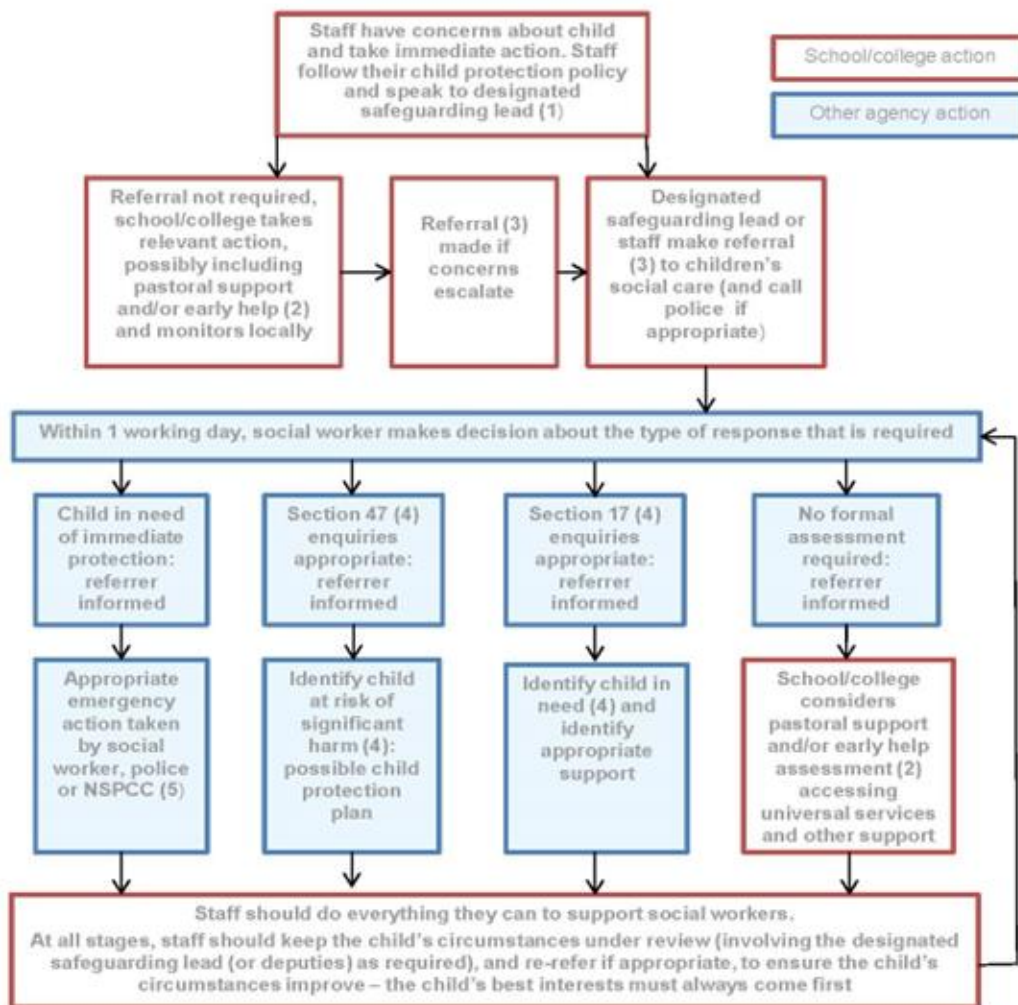 Staff have concerns about child
and take immediate action. Staff
follow their child protection policy
and speak to designated
safeguarding lead (1)
School/college action
Other agency action
Referral not required,
school/college takes
relevant action,
possibly including
pastoral support
and/or early help (2)
and monitors locally
Referral (3)
made if
concerns
escalate
Designated
safeguarding lead or
staff make referral
(3) to children's
social care (and call
police if
appropriate)
Within 1 working day, social worker makes decision about the type of response that is required
Child in need
of immediate
protection:
referrer
informed
Section 47 (4)
enquiries
appropriate:
referrer
informed
Section 17 (4)
enquiries
appropriate:
referrer
informed
No formal
assessment
required:
referrer
informed
Appropriate
emergency
action taken
by social
worker, police
or NSPCC (5)
Identify child
at risk of
significant
harm (4):
possible child
protection
plan
Identify child in
need (4) and
identify
appropriate
support
School/college
considers
pastoral support
and/or early help
assessment (2)
accessing
universal services
and other support
Staff should do everything they can to support social workers.
At all stages, staff should keep the child's circumstances under review (involving the designated
safeguarding lead (or deputies) as required), and re-refer if appropriate, to ensure the child's
circumstances improve – the child's best interests must always come first